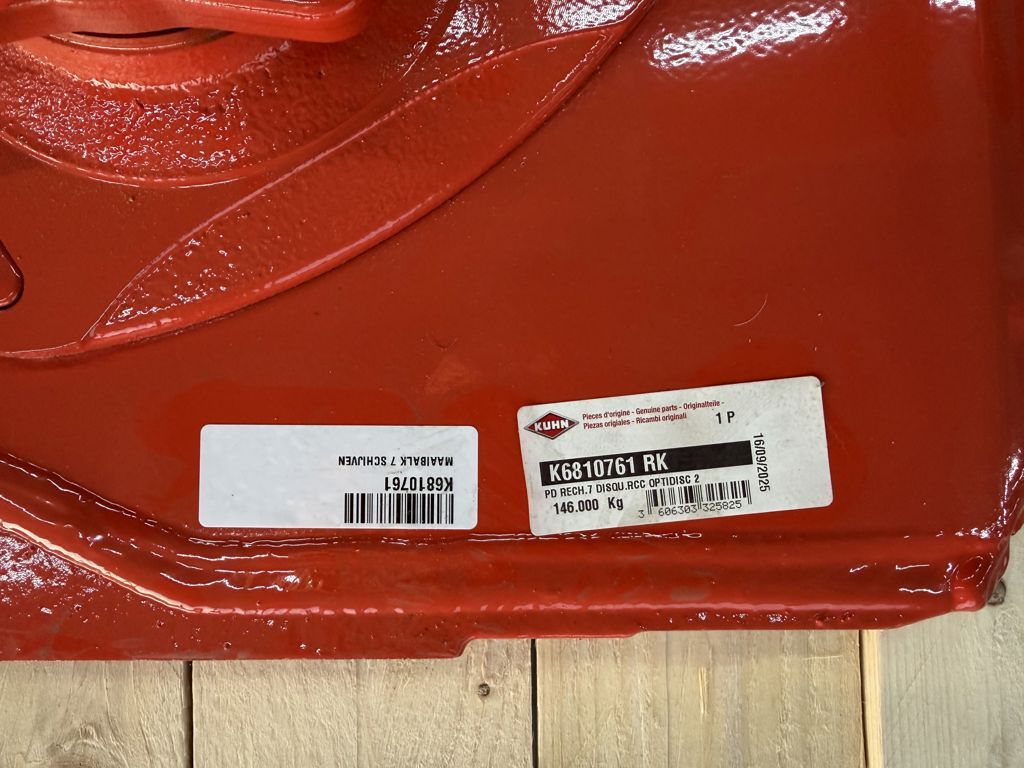 MAAIBALK 7 SCHIJVEN
K6810761
KUHN
Pieces d'origine - Genuine parts - Originalteile -
Piezas origiales - Ricambi originali
1 P
K6810761 RK
PD RECH.7 DISQU.RCC OPTIDISC 2
146.000 Kg
3 606303 325825
16/09/2025